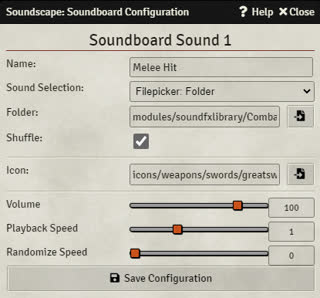 Soundscape: Soundboard Configuration ? Help ×Close
Soundboard Sound 1
Name: Melee Hit
Sound Selection: Filepicker: Folder
Folder: modules/soundfxlibrary/Comba
Shuffle:
Icon: icons/weapons/swords/greatsw
Volume 100
Playback Speed 1
Randomize Speed 0
Save Configuration